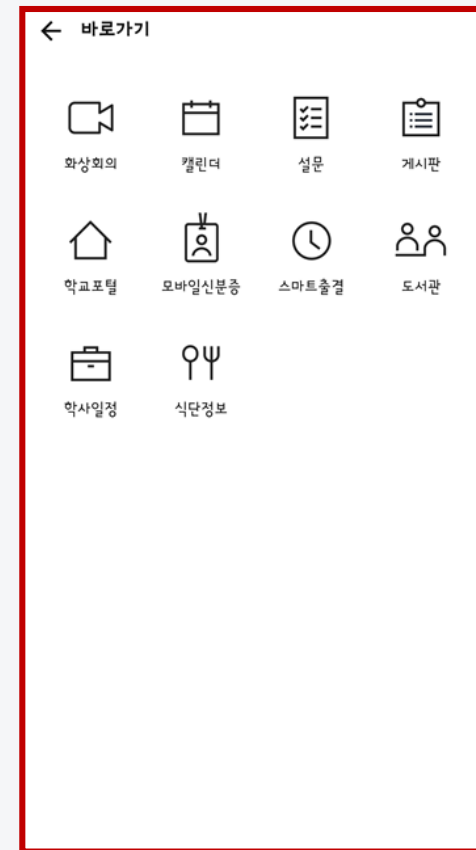 바로가기
화상회의 캘린더 설문 게시판
학교포털 모바일신분증 스마트출결 도서관
학사일정 식단정보